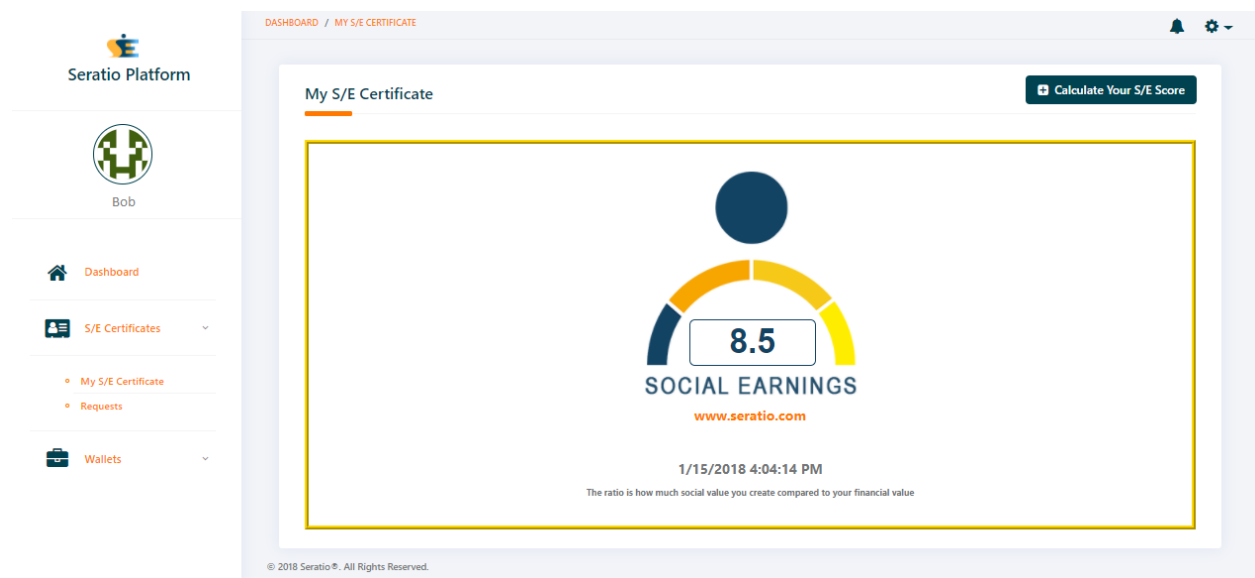 SE
Seratio Platform
Bob
Dashboard
S/E Certificates
My S/E Certificate
Requests
Wallets
DASHBOARD / MY S/E CERTIFICATE
My S/E Certificate
Calculate Your S/E Score
8.5
SOCIAL EARNINGS
www.seratio.com
1/15/2018 4:04:14 PM
The ratio is how much social value you create compared to your financial value
© 2018 Seratio®. All Rights Reserved.